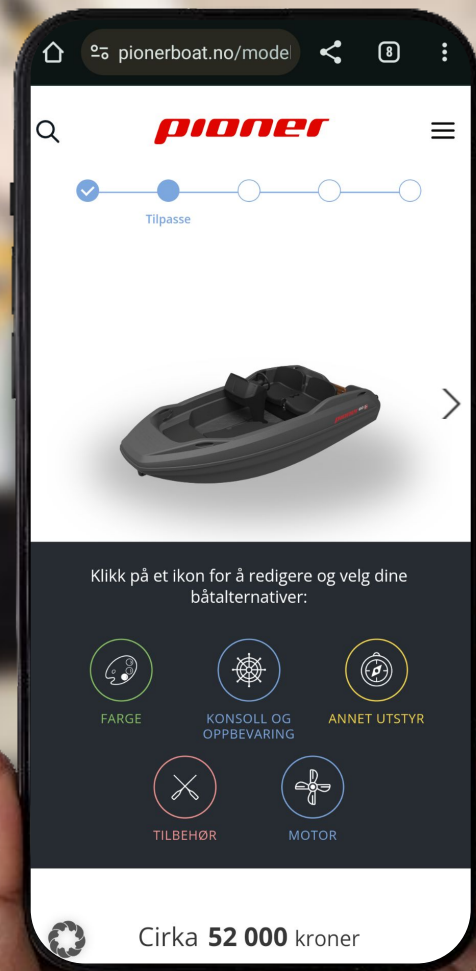 pionerboat.no/model
8
pioner
Tilpasse
Klikk på et ikon for å redigere og velg dine
båtalternativer:
FARGE
KONSOLL OG
OPPBEVARING
ANNET UTSTYR
TILBEHØR
MOTOR
Cirka 52 000 kroner